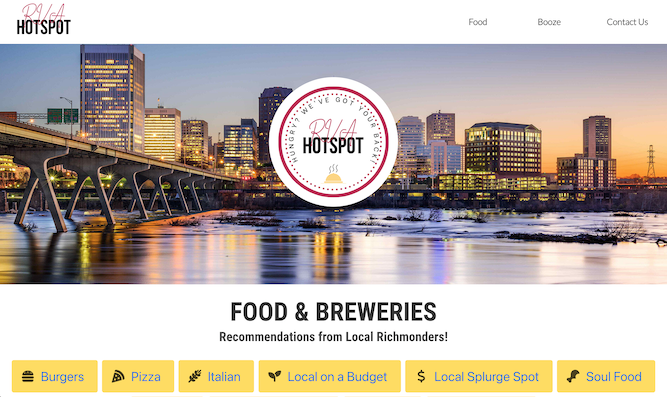 RVA
HOTSPOT
Food
Booze
Contact Us
HUNGRY? WE'VE GOT YOUR BACK!
RVA
HOTSPOT
FOOD & BREWERIES
Recommendations from Local Richmonders!
Burgers
Pizza
Italian
Local on a Budget
$ Local Splurge Spot
Soul Food